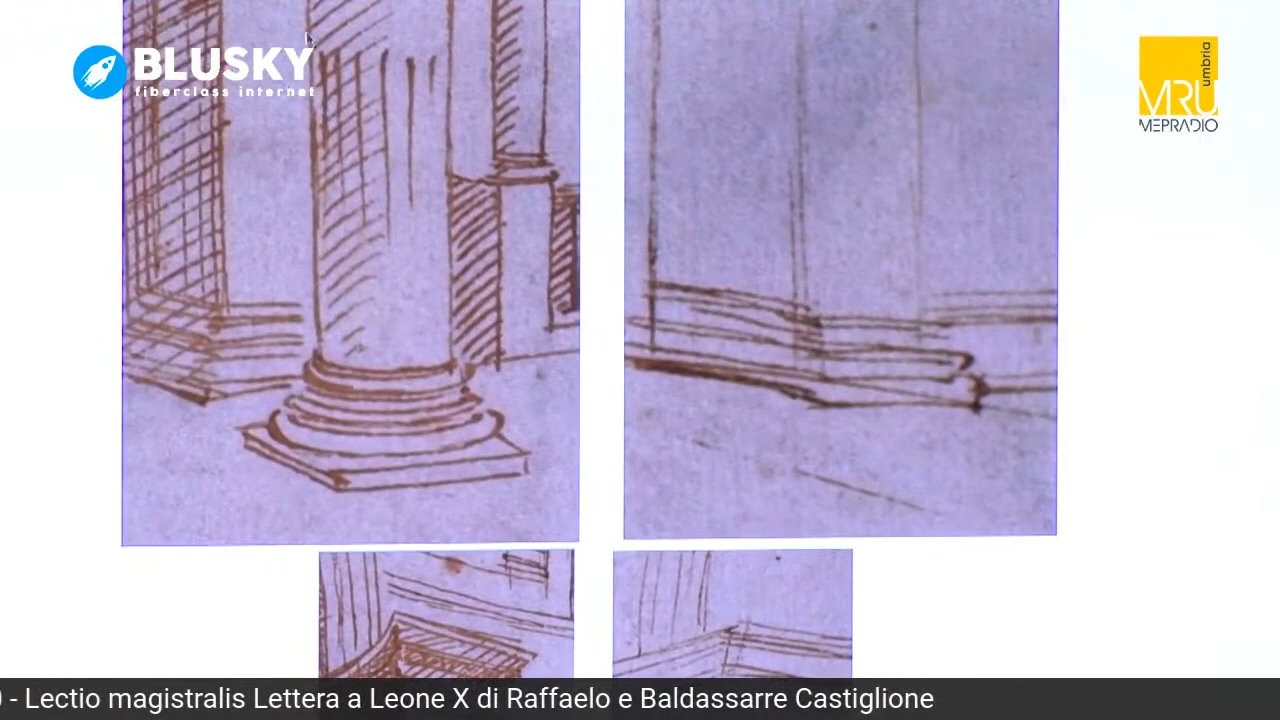 BLUSKY
fiberclass internet
umbria
MRU
MEPRADIO
- Lectio magistralis Lettera a Leone X di Raffaelo e Baldassarre Castiglione